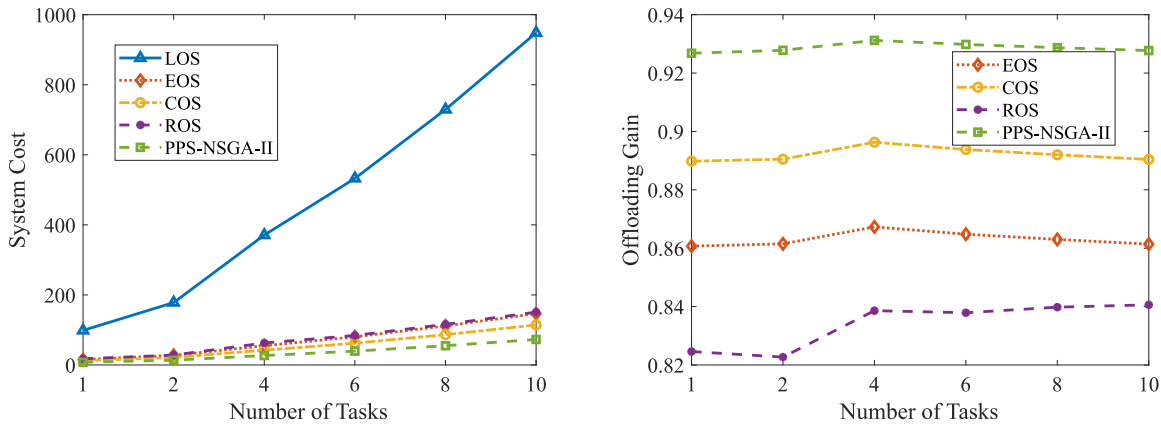 1000
800
600
400
200
0
System Cost
LOS
EOS
COS
ROS
PPS-NSGA-II
1 2 4 6 8 10
Number of Tasks
0.94
0.92
0.9
0.88
0.86
0.84
0.82
Offloading Gain
EOS
COS
ROS
PPS-NSGA-II
1 2 4 6 8 10
Number of Tasks